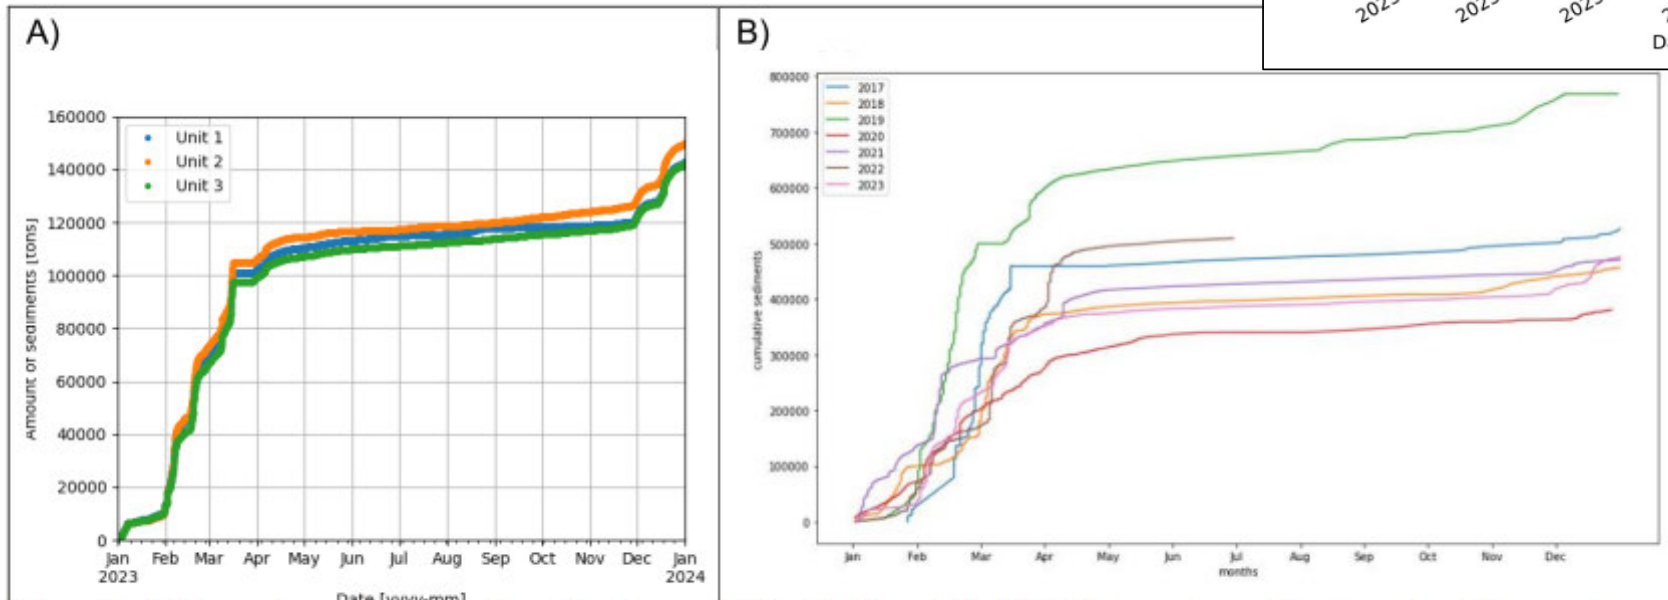 A)
160000
140000
120000
100000
80000
60000
40000
20000
0
Amount of sediments [tons]
Unit 1
Unit 2
Unit 3
Jan Feb Mar Apr May Jun Jul Aug Sep Oct Nov Dec Jan
2023 2024
Date [yyyy-mm]
B)
2023 2023 2023
800000
700000
600000
500000
400000
300000
200000
100000
0
cumulative sediments
2017
2018
2019
2020
2021
2022
2023
Jan Feb Mar Apr May Jun Jul Aug Sep Oct Nov Dec
months